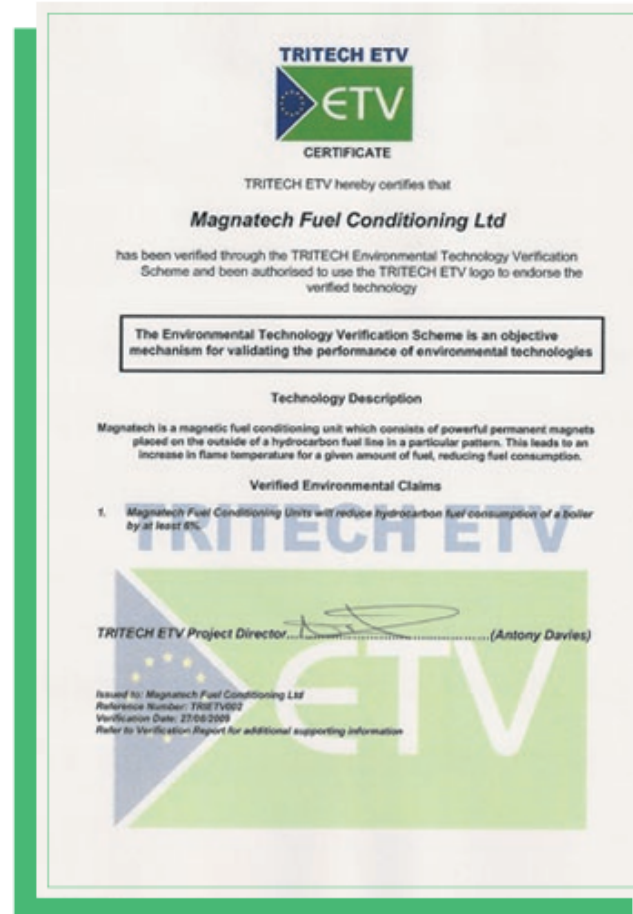 TRITECH ETV
ETV
CERTIFICATE
TRITECH ETV hereby certifies that
Magnatech Fuel Conditioning Ltd
has been verified through the TRITECH Environmental Technology Verification
Scheme and been authorised to use the TRITECH ETV logo to endorse the
verified technology
The Environmental Technology Verification Scheme is an objective
mechanism for validating the performance of environmental technologies
Technology Description
Magnatech is a magnetic fuel conditioning unit which consists of powerful permanent magnets
placed on the outside of a hydrocarbon fuel line in a particular pattern. This leads to an
increase in flame temperature for a given amount of fuel, reducing fuel consumption.
Verified Environmental Claims
1. Magnatech Fuel Conditioning Units will reduce hydrocarbon fuel consumption of a boiler
by at least 6%.
TRITECH ETV
TRITECH ETV Project Director (Antony Davies)
ETV
Issued to: Magnatech Fuel Conditioning Ltd
Reference Number: TRIETV002
Verification Date: 27/08/2009
Refer to Verification Report for additional supporting information